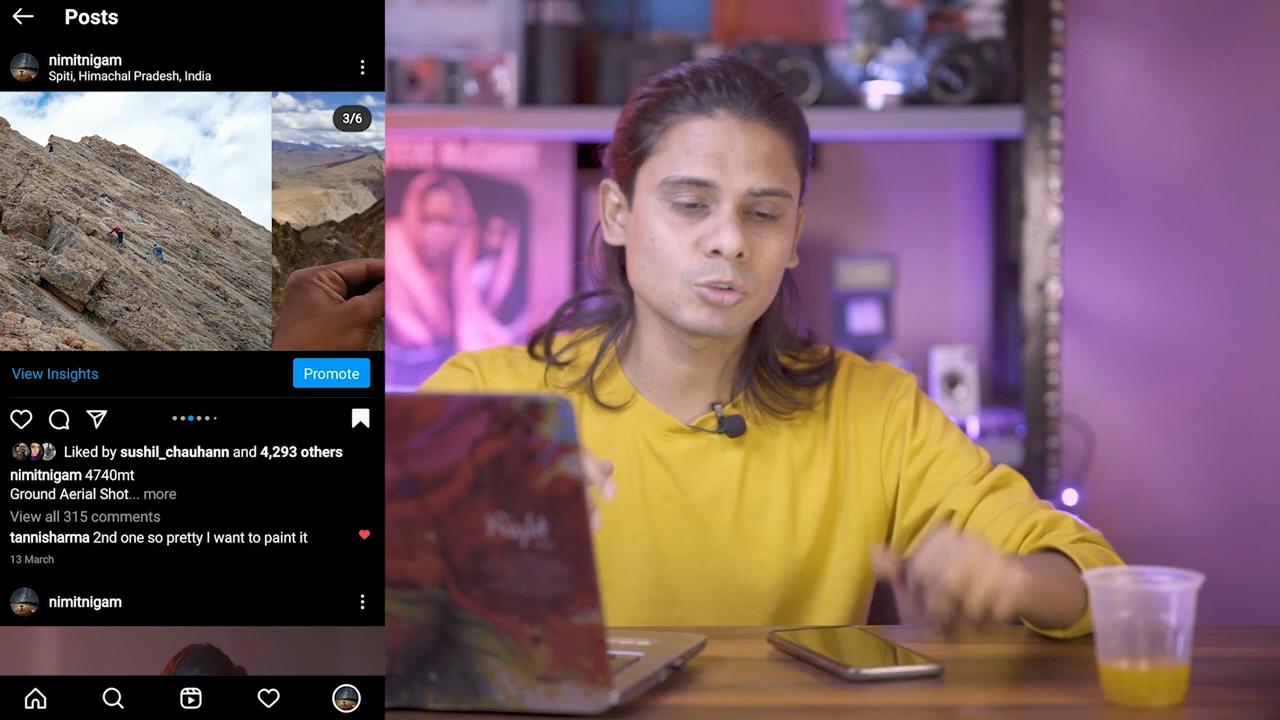 Posts
nimitnigam
Spiti, Himachal Pradesh, India
3/6
View Insights
Promote
Liked by sushil_chauhann and 4,293 others
nimitnigam 4740mt
Ground Aerial Shot... more
View all 315 comments
tannisharma 2nd one so pretty I want to paint it
13 March
nimitnigam
Night